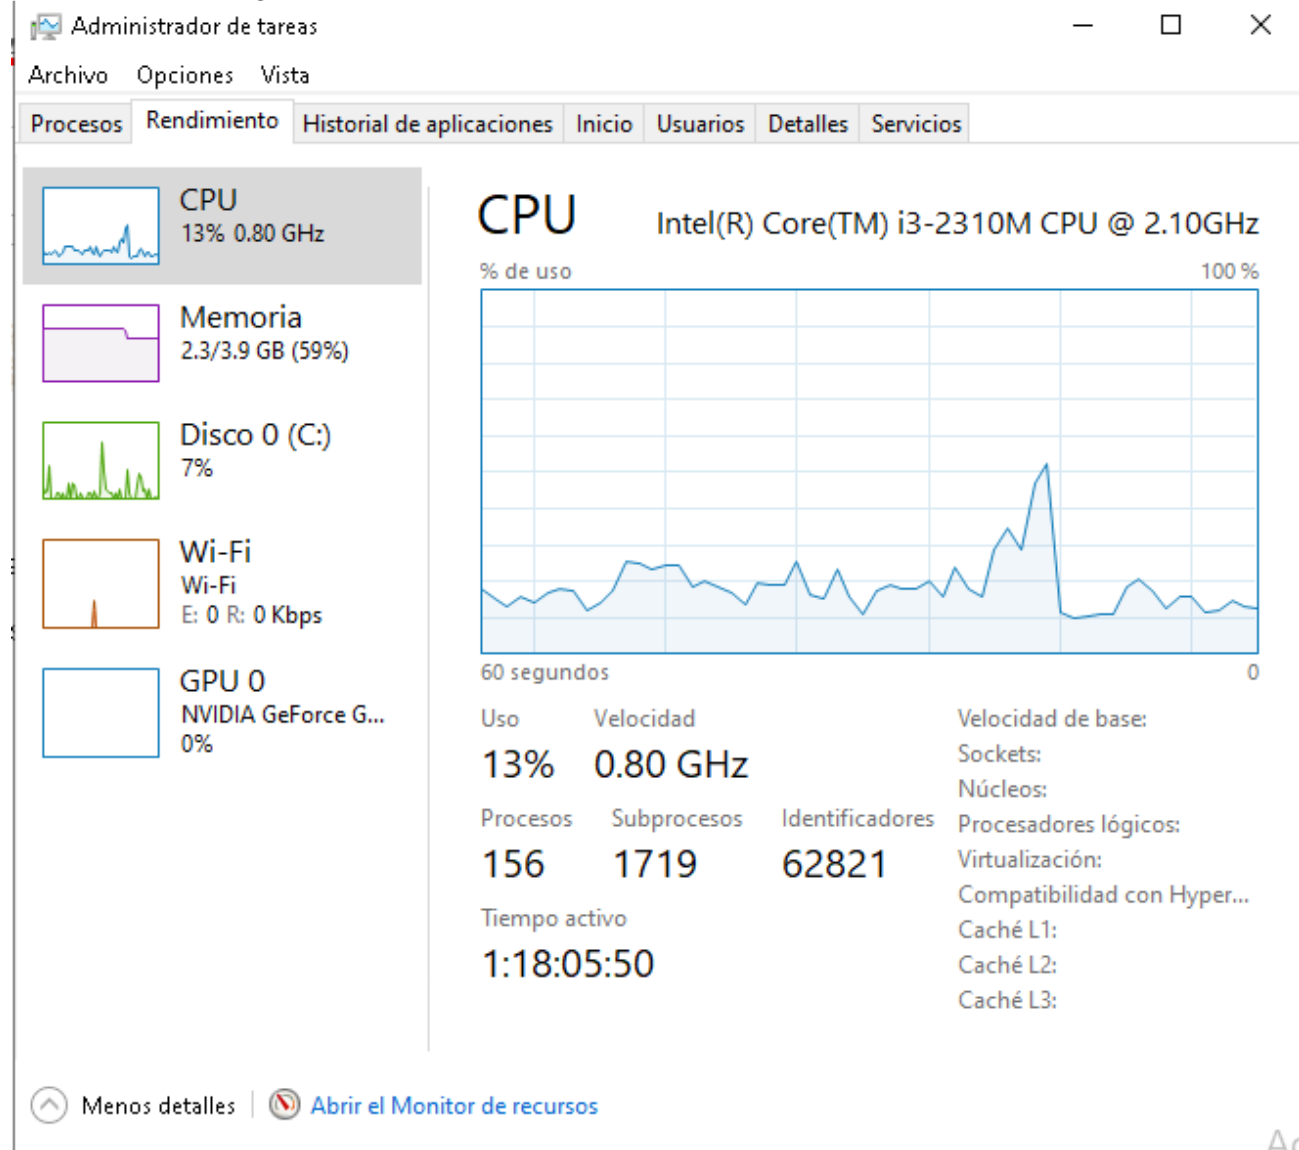 Administrador de tareas
Archivo Opciones Vista
Procesos Rendimiento Historial de aplicaciones Inicio Usuarios Detalles Servicios
CPU
13% 0.80 GHz
Memoria
2.3/3.9 GB (59%)
Disco 0 (C:)
7%
Wi-Fi
Wi-Fi
E: 0 R: 0 Kbps
GPU 0
NVIDIA GeForce G...
0%
CPU Intel(R) Core(TM) i3-2310M CPU @ 2.10GHz
% de uso 100 %
60 segundos 0
Uso Velocidad
13% 0.80 GHz
Procesos Subprocesos Identificadores
156 1719 62821
Tiempo activo
1:18:05:50
Velocidad de base:
Sockets:
Núcleos:
Procesadores lógicos:
Virtualización:
Compatibilidad con Hyper...
Caché L1:
Caché L2:
Caché L3:
Menos detalles Abrir el Monitor de recursos